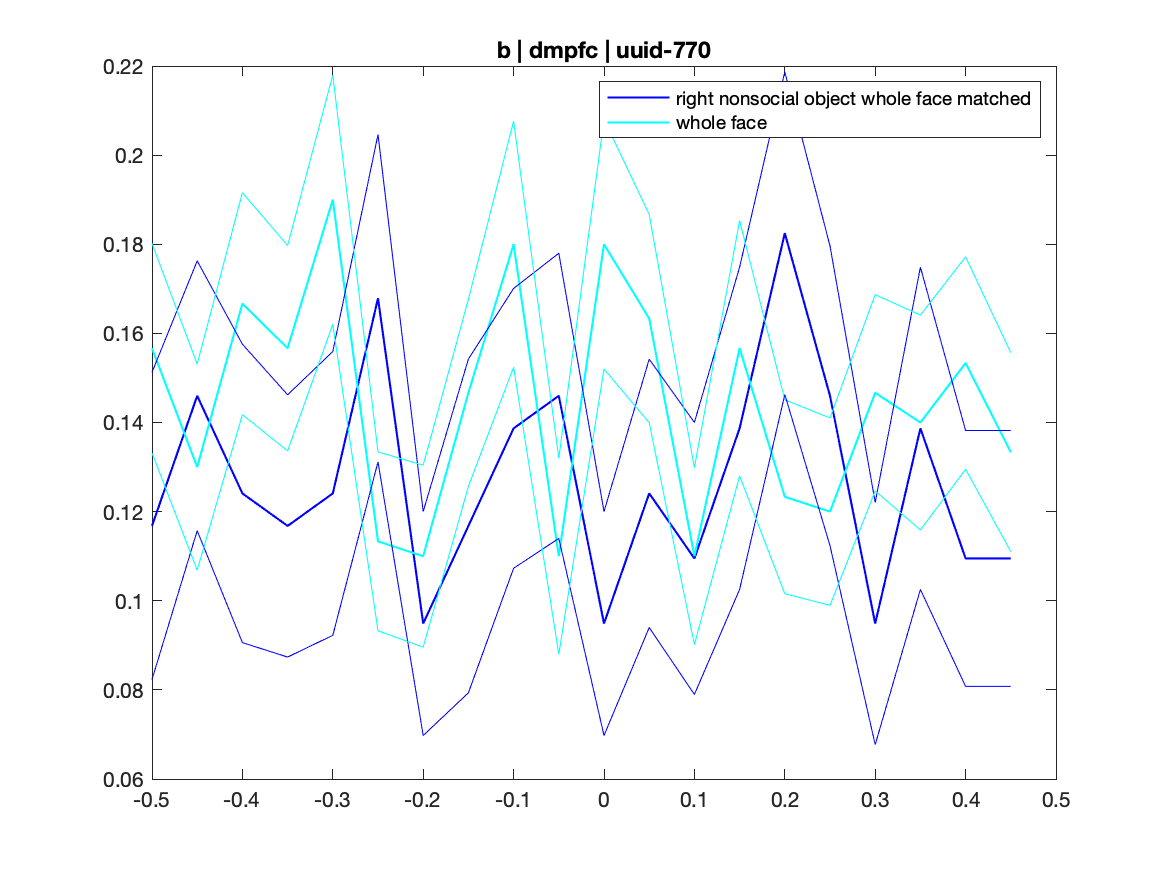 b | dmpfc | uuid-770
right nonsocial object whole face matched
whole face
0.22
0.2
0.18
0.16
0.14
0.12
0.1
0.08
0.06
-0.5 -0.4 -0.3 -0.2 -0.1 0 0.1 0.2 0.3 0.4 0.5